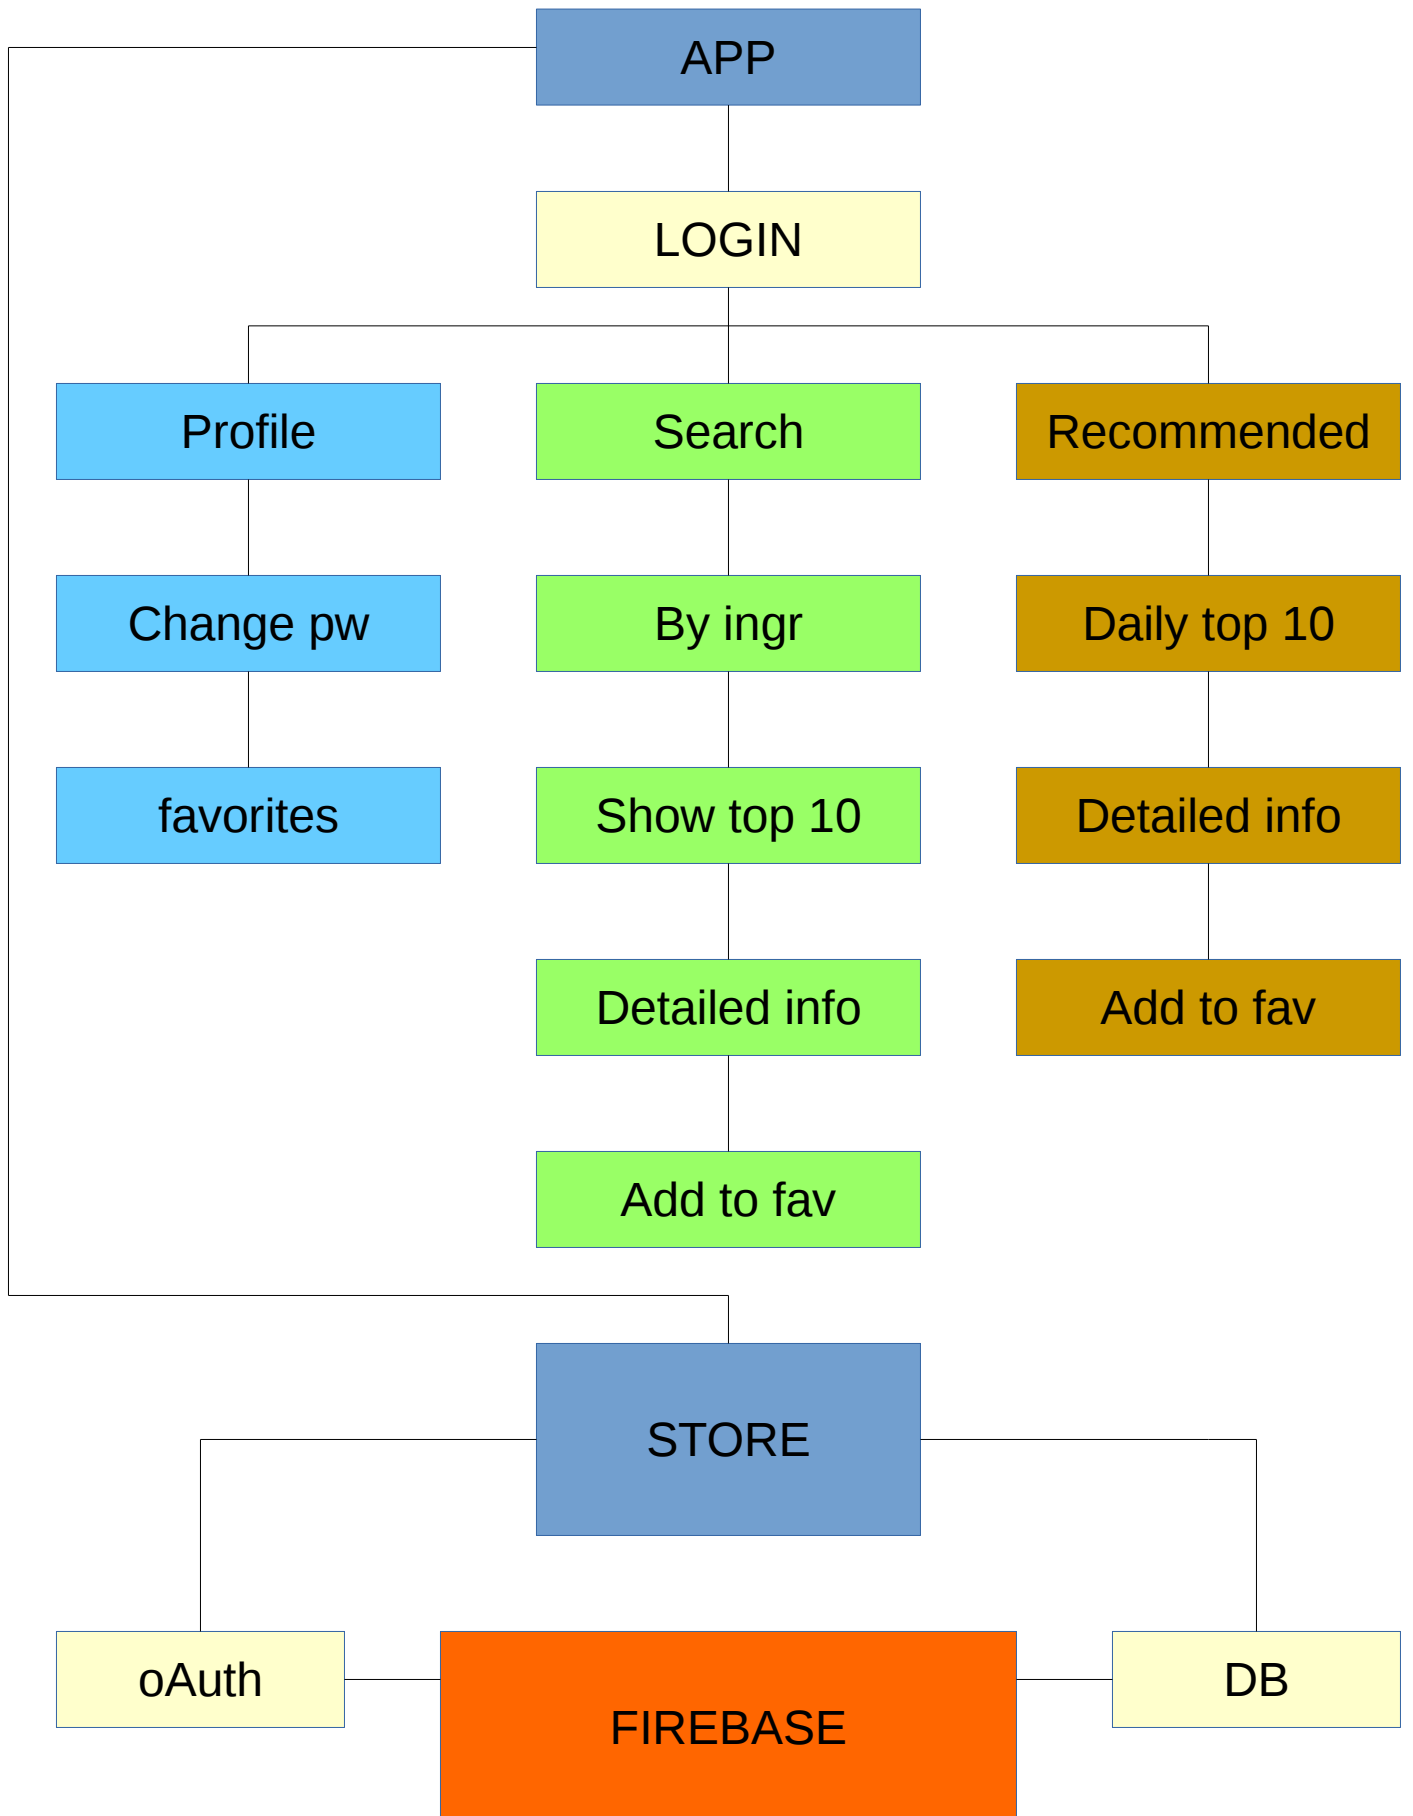 APP
LOGIN
Profile
Search
Recommended
Change pw
By ingr
Daily top 10
favorites
Show top 10
Detailed info
Detailed info
Add to fav
Add to fav
STORE
oAuth
DB
FIREBASE